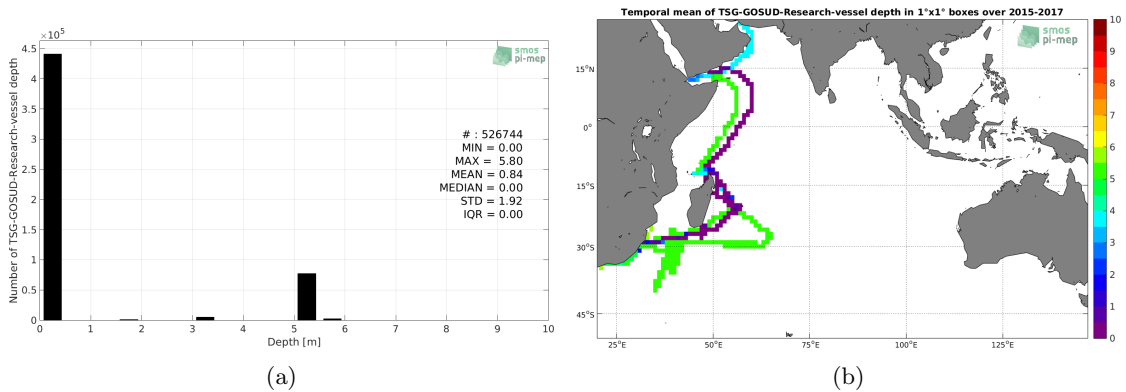 ×10⁵
4.5
4
3.5
3
2.5
2
1.5
1
0.5
0
Number of TSG-GOSUD-Research-vessel depth
smos
pi-mep
# : 526744
MIN = 0.00
MAX = 5.80
MEAN = 0.84
MEDIAN = 0.00
STD = 1.92
IQR = 0.00
0 1 2 3 4 5 6 7 8 9 10
Depth [m]
(a)
Temporal mean of TSG-GOSUD-Research-vessel depth in 1°x1° boxes over 2015-2017
smos
pi-mep
15°N
0°
15°S
30°S
45°S
25°E 50°E 75°E 100°E 125°E
10
9
8
7
6
5
4
3
2
1
0
(b)